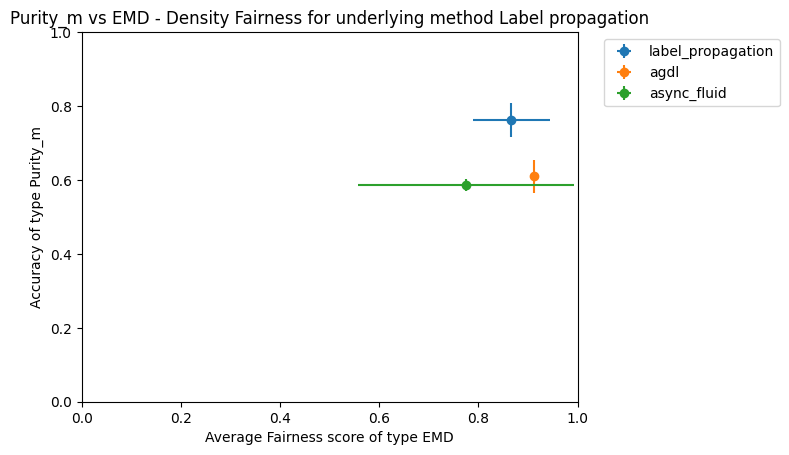 Purity_m vs EMD - Density Fairness for underlying method Label propagation
label_propagation
agdl
async_fluid
Accuracy of type Purity_m
1.0
0.8
0.6
0.4
0.2
0.0
0.0 0.2 0.4 0.6 0.8 1.0
Average Fairness score of type EMD